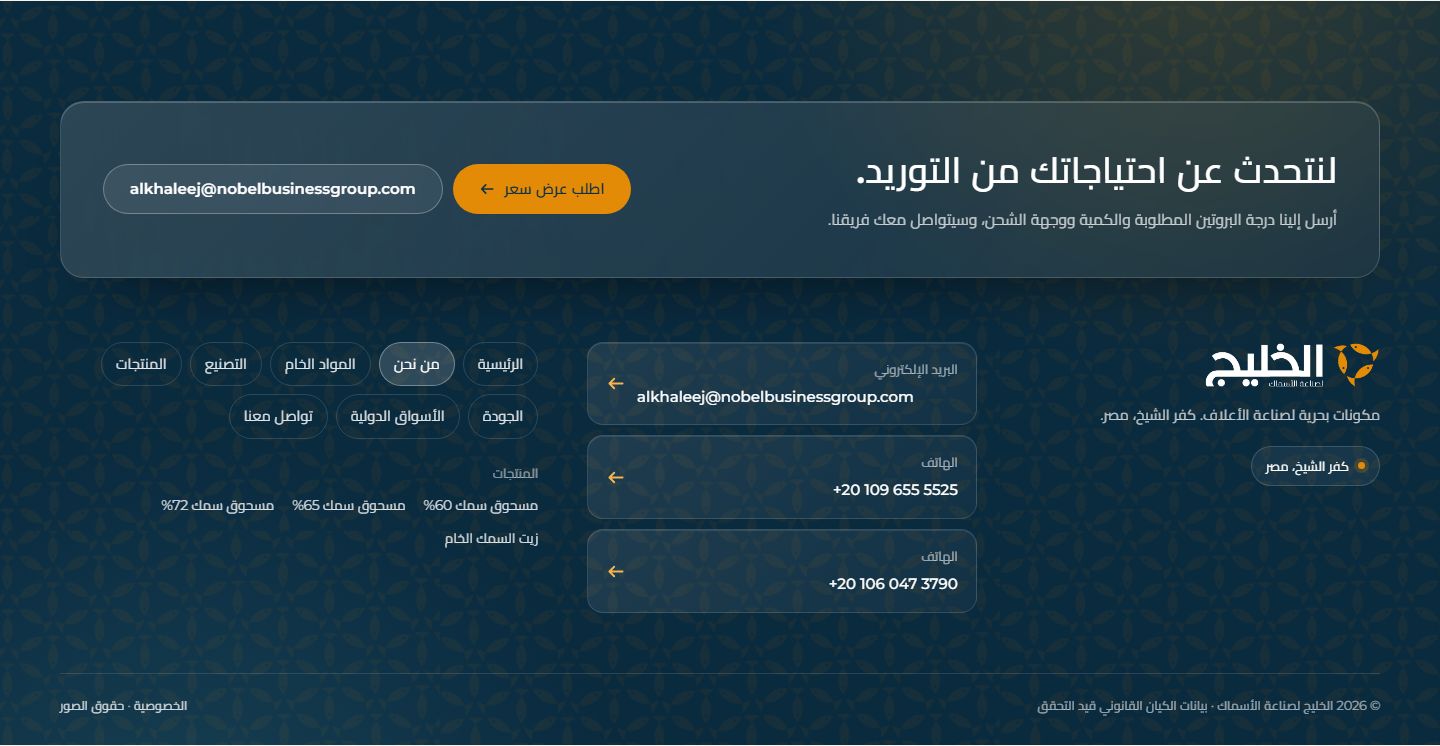 لنتحدث عن احتياجاتك من التوريد.
أرسل إلينا درجة البروتين المطلوبة والكمية ووجهة الشحن، وسيتواصل معك فريقنا.
اطلب عرض سعر ←
alkhaleej@nobelbusinessgroup.com
الخليج
لصناعة الأسماك
مكونات بحرية لصناعة الأعلاف. كفر الشيخ، مصر.
كفر الشيخ، مصر
البريد الإلكتروني
alkhaleej@nobelbusinessgroup.com ←
الهاتف
+20 109 655 5525 ←
الهاتف
+20 106 047 3790 ←
الرئيسية من نحن المواد الخام التصنيع المنتجات
الجودة الأسواق الدولية تواصل معنا
المنتجات
مسحوق سمك 60% مسحوق سمك 65% مسحوق سمك 72%
زيت السمك الخام
© 2026 الخليج لصناعة الأسماك · بيانات الكيان القانوني قيد التحقق
الخصوصية · حقوق الصور